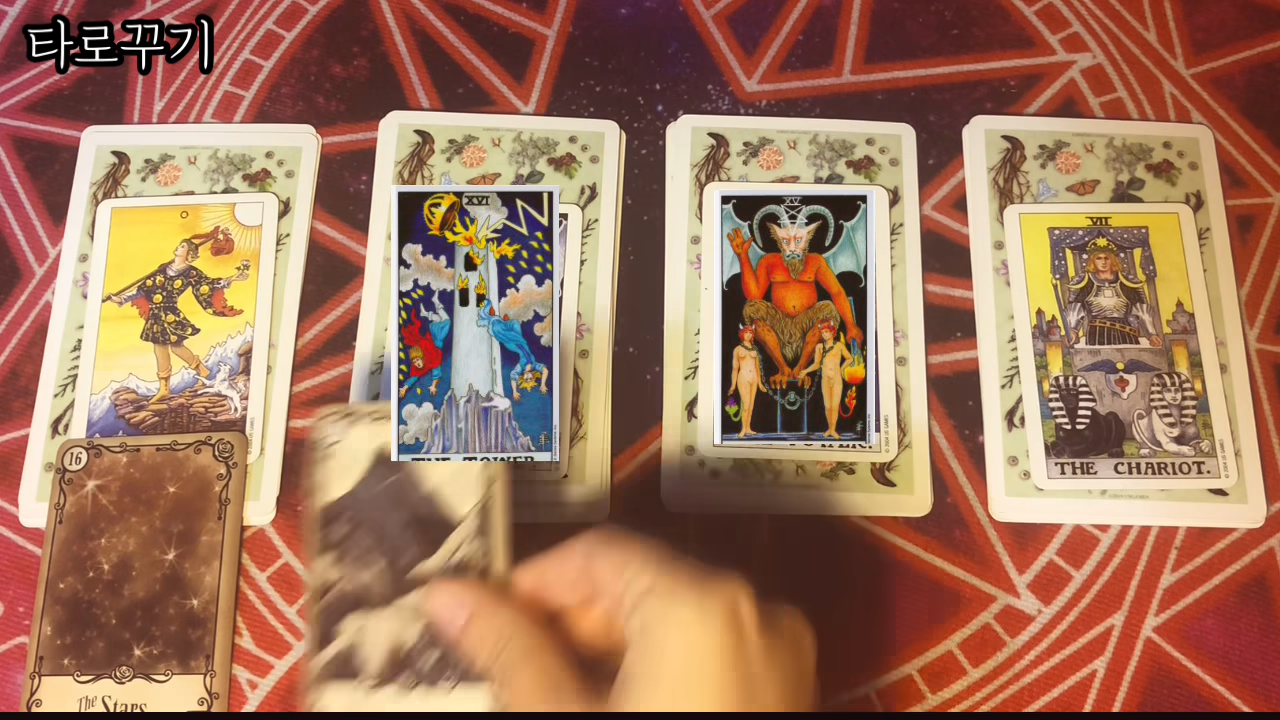 타로꾸기
XVI
XV
VII
THE CHARIOT.
16
The Stars